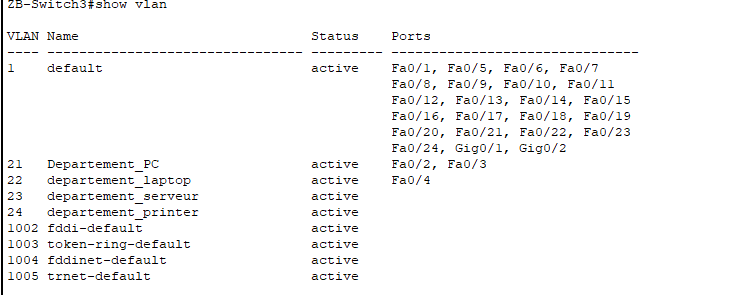 ZB-Switch3#show vlan
VLAN Name                             Status    Ports
---- -------------------------------- --------- -------------------------------
1    default                          active    Fa0/1, Fa0/5, Fa0/6, Fa0/7
                                                Fa0/8, Fa0/9, Fa0/10, Fa0/11
                                                Fa0/12, Fa0/13, Fa0/14, Fa0/15
                                                Fa0/16, Fa0/17, Fa0/18, Fa0/19
                                                Fa0/20, Fa0/21, Fa0/22, Fa0/23
                                                Fa0/24, Gig0/1, Gig0/2
21   Departement_PC                   active    Fa0/2, Fa0/3
22   departement_laptop               active    Fa0/4
23   departement_serveur              active
24   departement_printer              active
1002 fddi-default                     active
1003 token-ring-default               active
1004 fddinet-default                  active
1005 trnet-default                    active